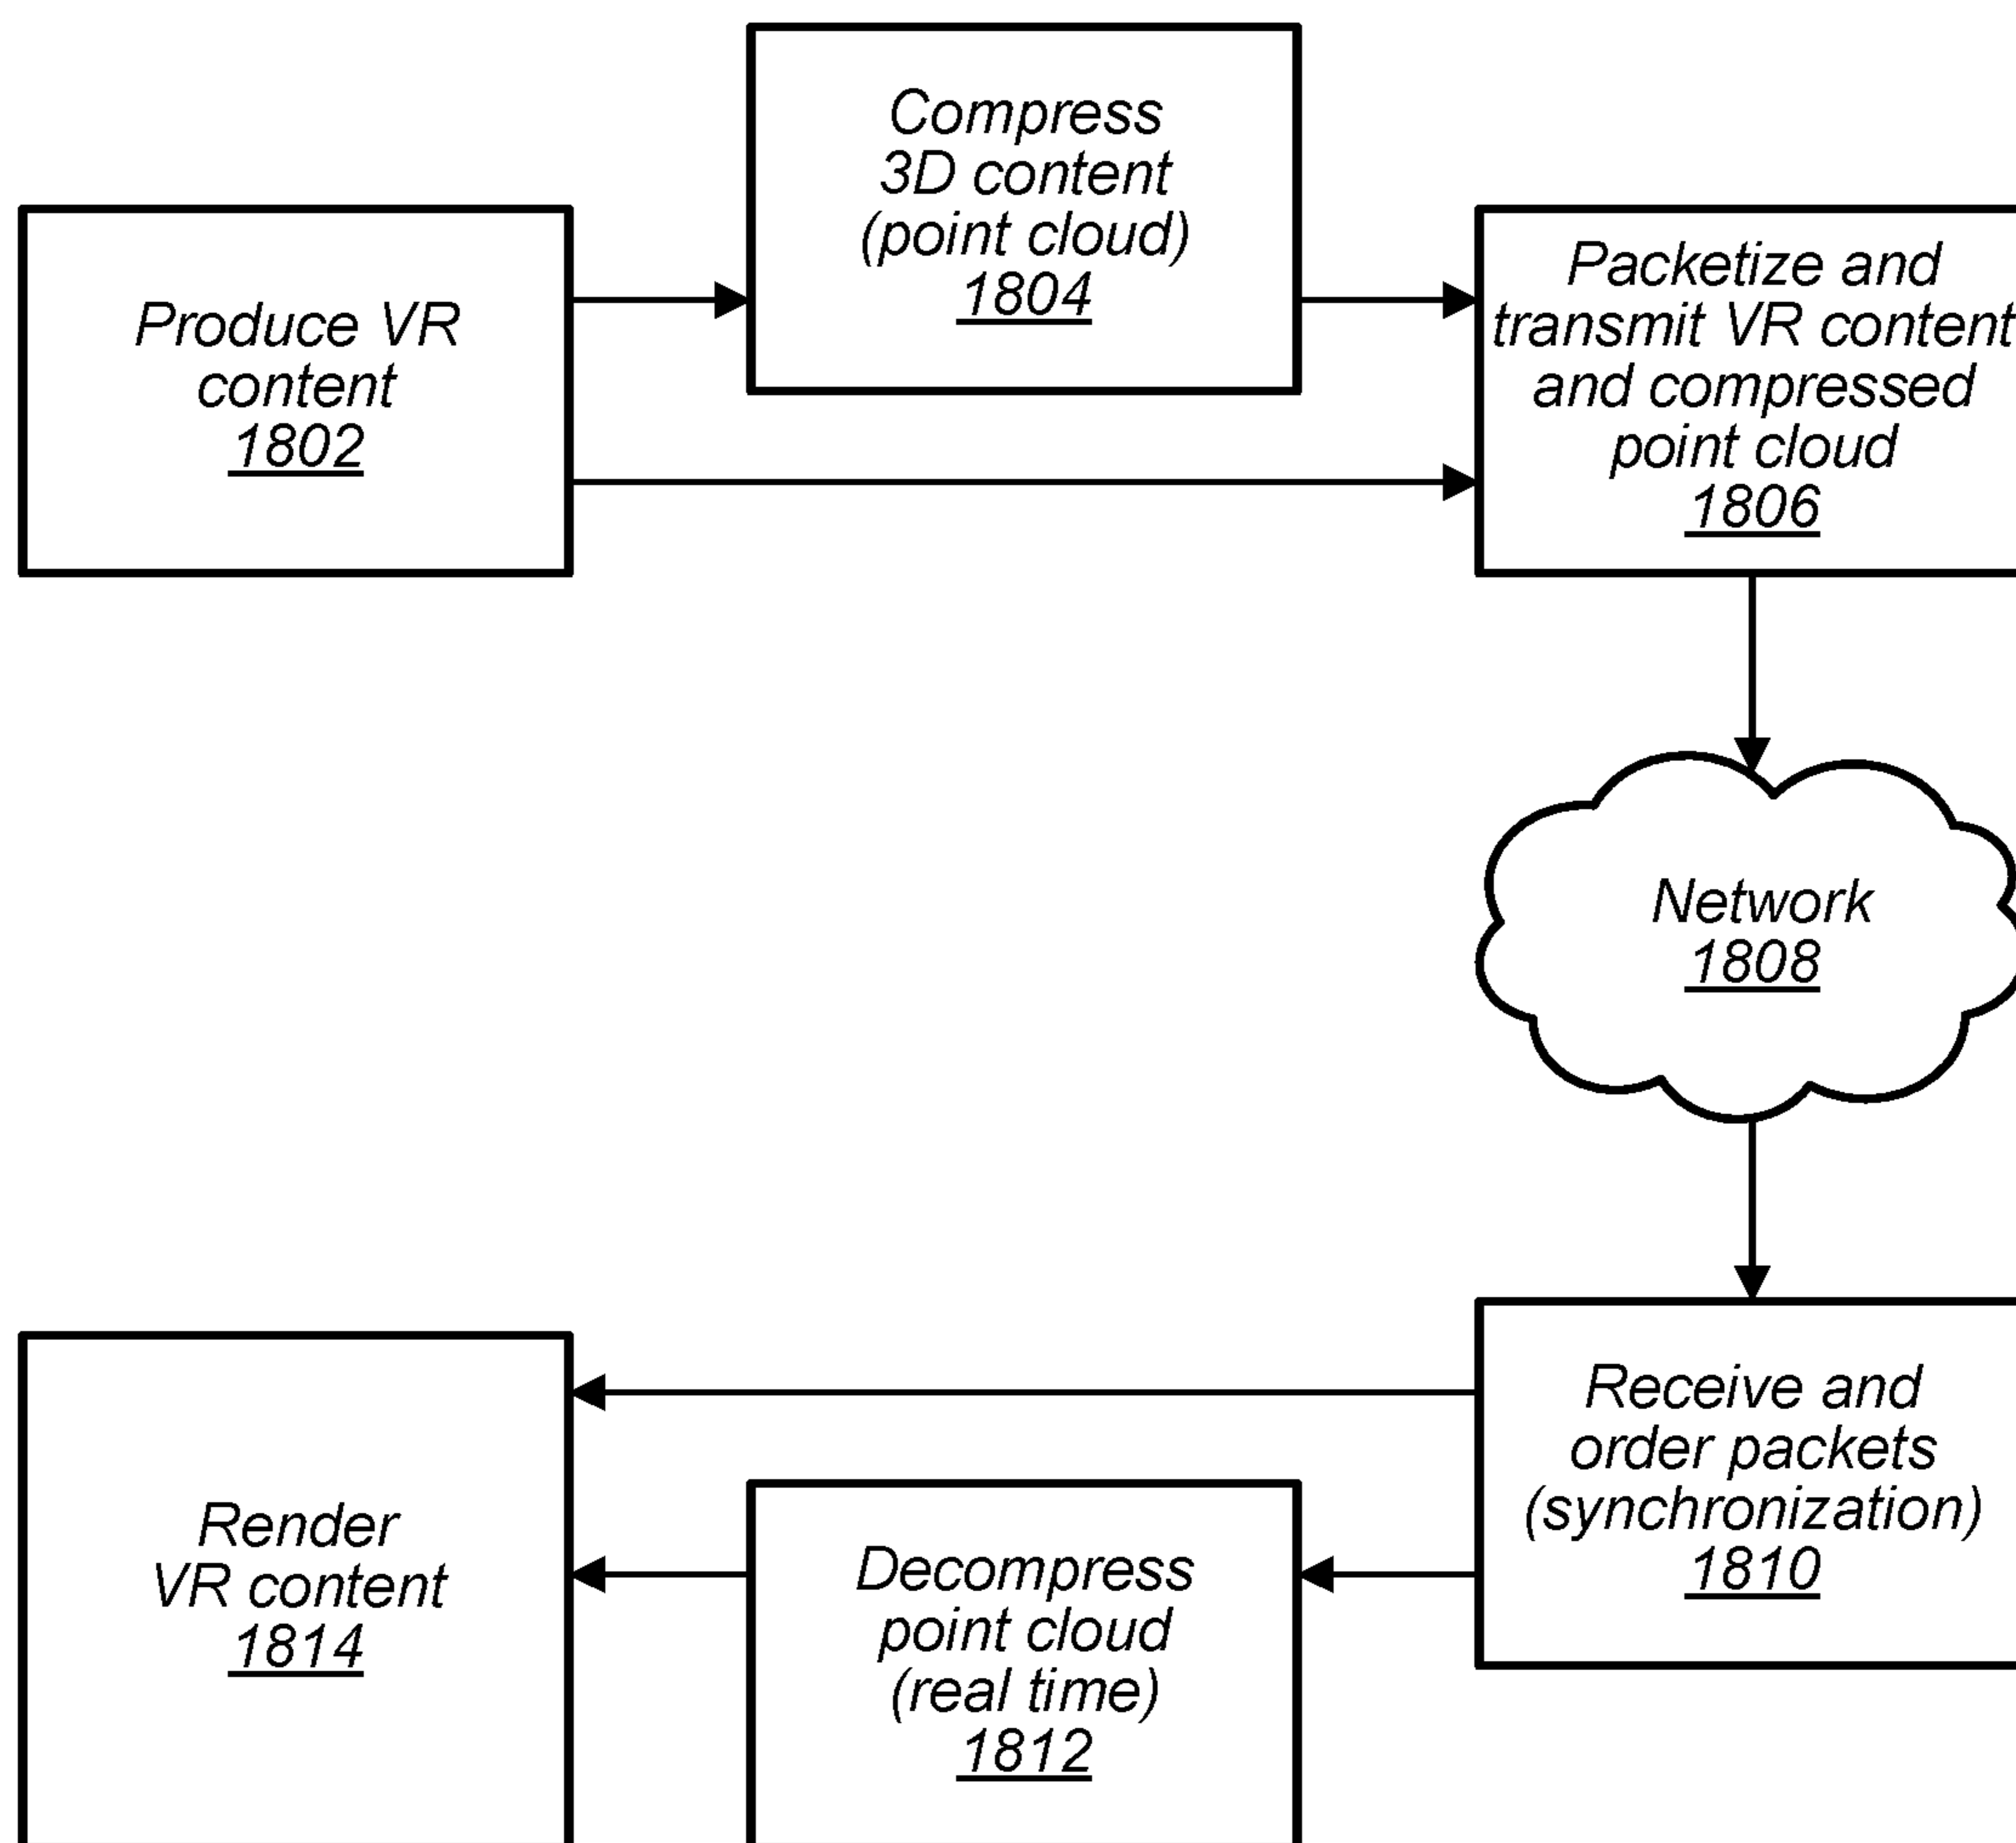 Compress
3D content
(point cloud)
1804
Produce VR
content
1802
Packetize and
transmit VR content
and compressed
point cloud
1806
Network
1808
Receive and
order packets
(synchronization)
1810
Render
VR content
1814
Decompress
point cloud
(real time)
1812